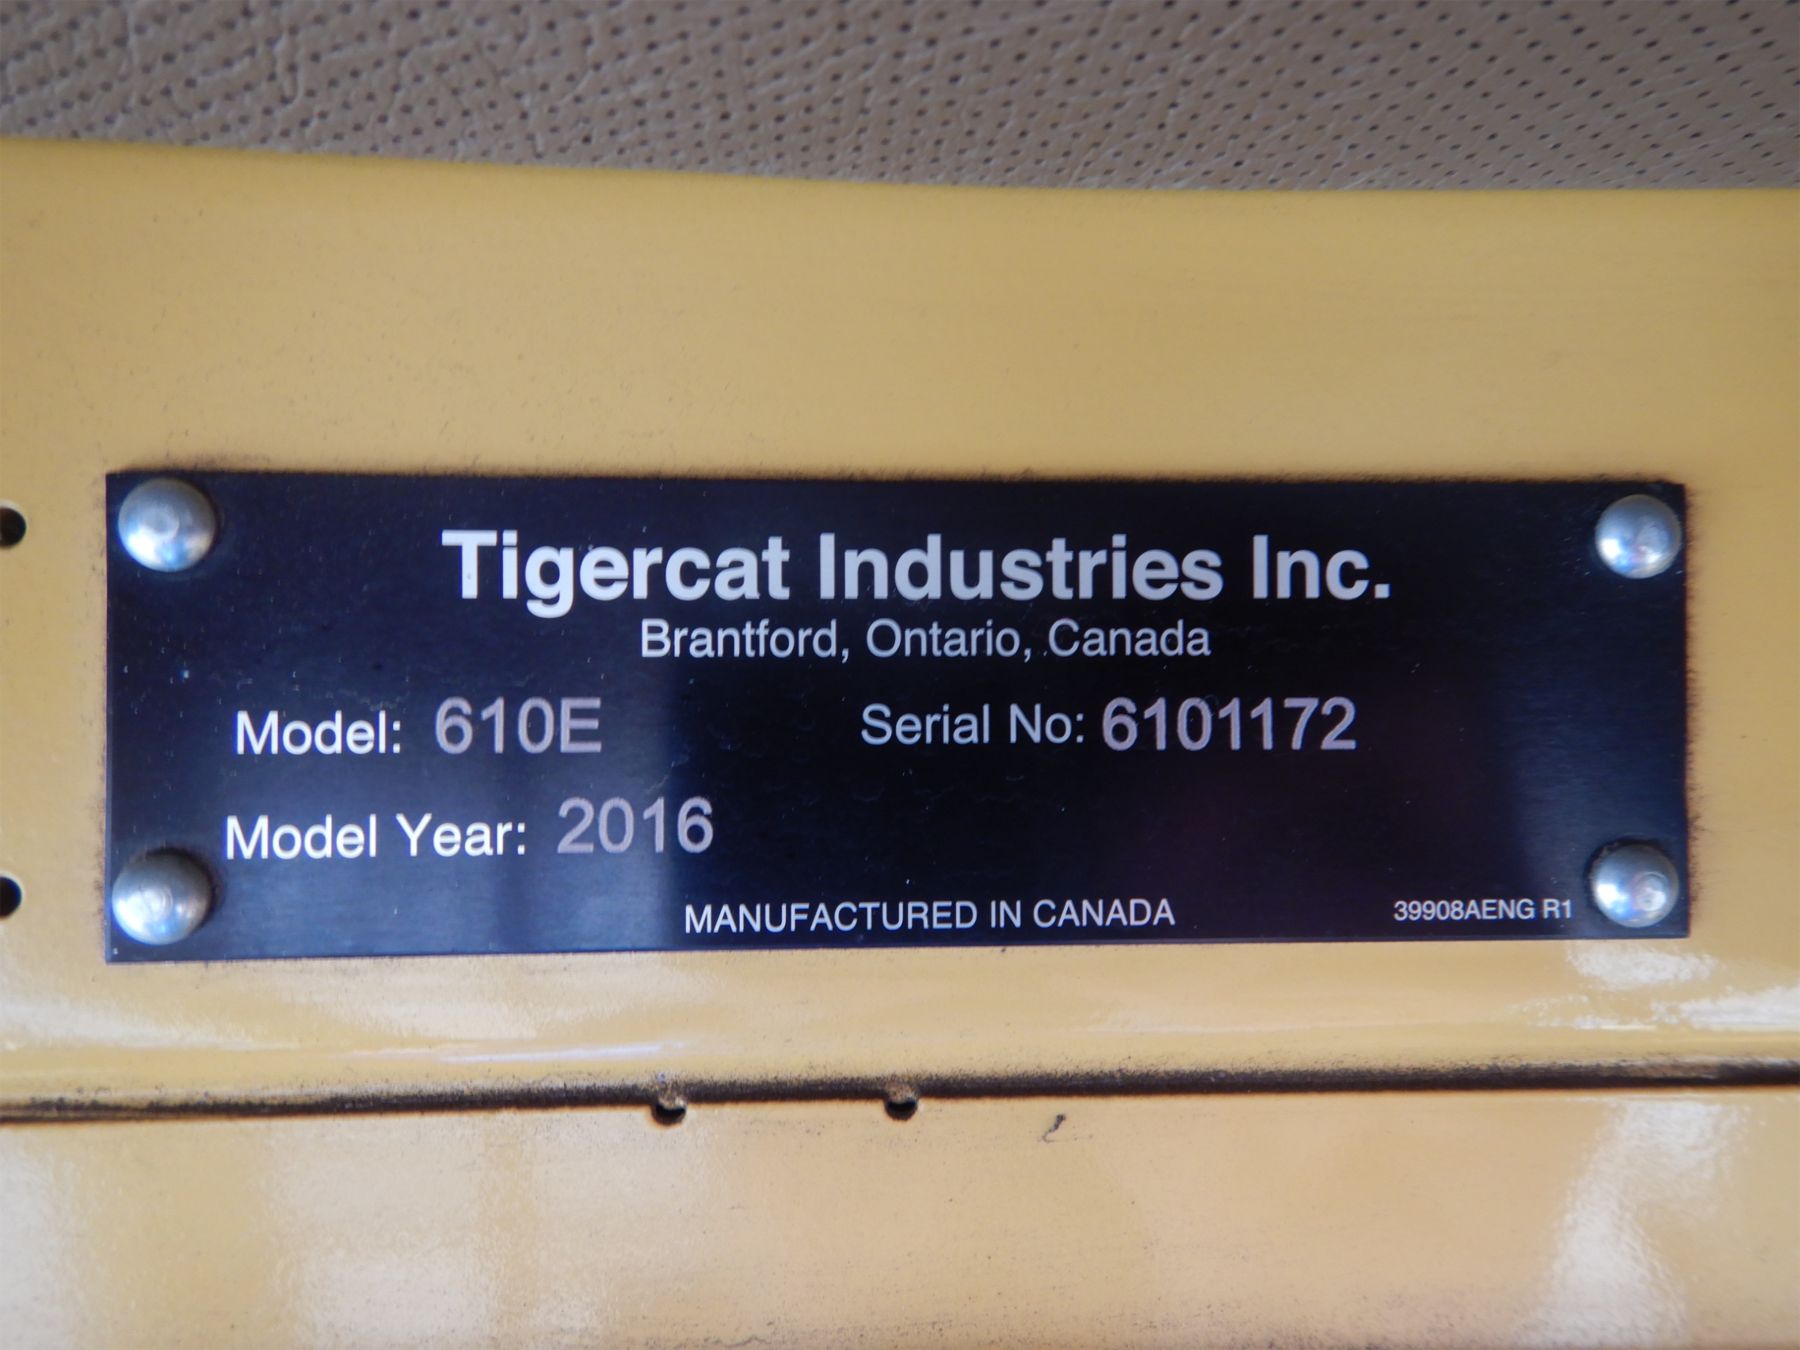 Tigercat Industries Inc.
Brantford, Ontario, Canada
Model: 610E Serial No: 6101172
Model Year: 2016
MANUFACTURED IN CANADA 39908AENG R1